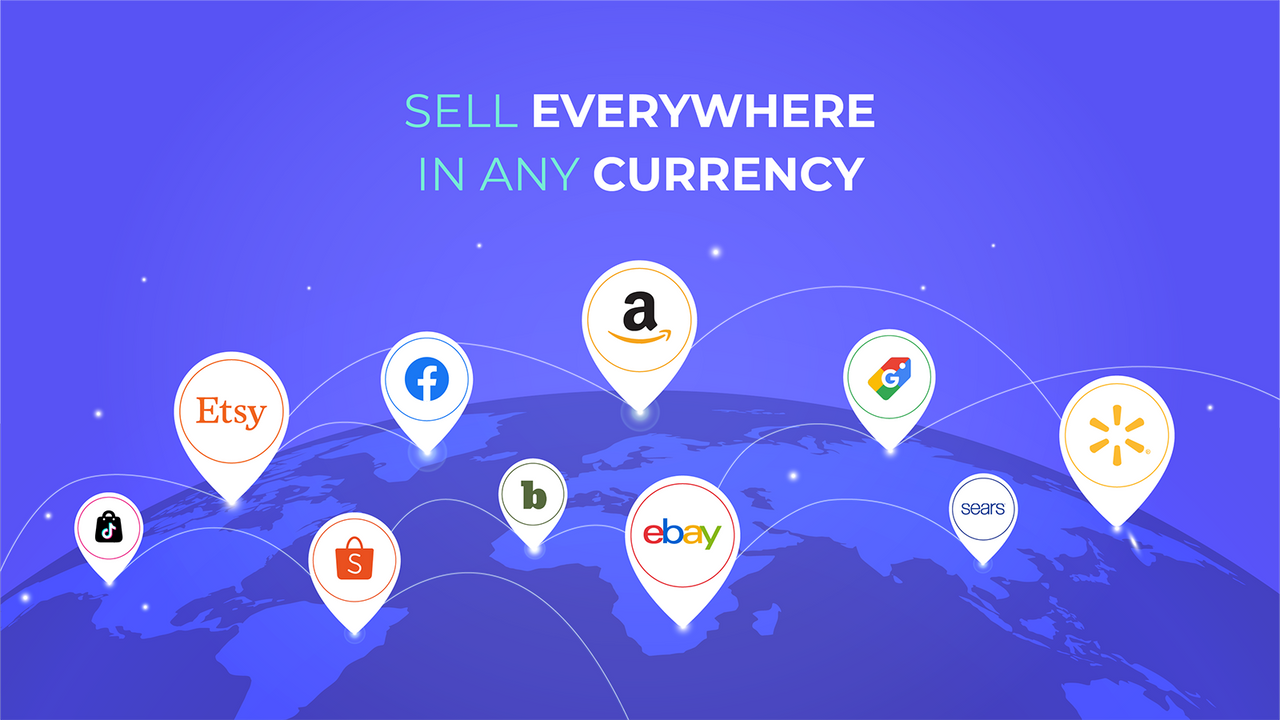 SELL EVERYWHERE
IN ANY CURRENCY
a
G
Etsy
f
b
sears
ebay
S